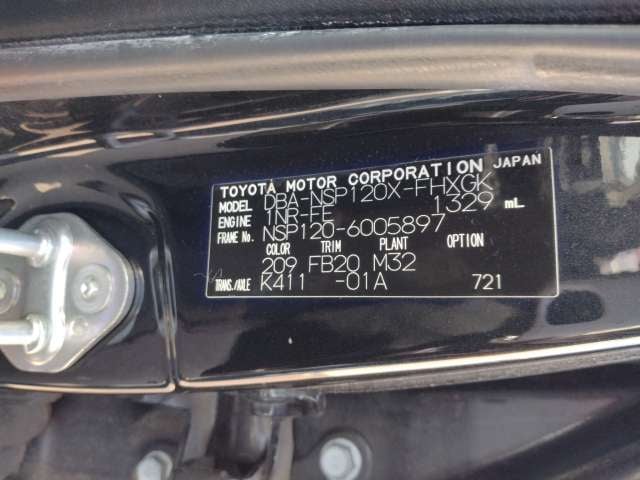 TOYOTA MOTOR CORPORATION JAPAN
MODEL DBA-NSP120X-FHXGK
ENGINE 1NR-FE 1329 mL
FRAME No. NSP120-6005897
COLOR TRIM PLANT OPTION
209 FB20 M32
TRANS./AXLE K411 -01A 721